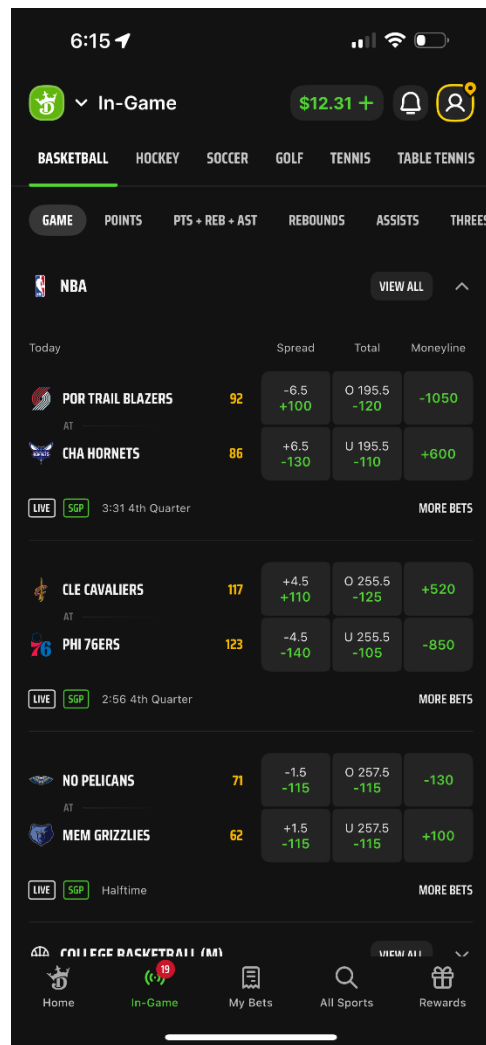 6:15
In-Game
$12.31 +
BASKETBALL HOCKEY SOCCER GOLF TENNIS TABLE TENNIS
GAME POINTS PTS + REB + AST REBOUNDS ASSISTS THREES
NBA VIEW ALL
Today Spread Total Moneyline
POR TRAIL BLAZERS 92 -6.5 O 195.5
+100 -120 -1050
AT
CHA HORNETS 86 +6.5 U 195.5
-130 -110 +600
LIVE SGP 3:31 4th Quarter MORE BETS
CLE CAVALIERS 117 +4.5 O 255.5
+110 -125 +520
AT
PHI 76ERS 123 -4.5 U 255.5
-140 -105 -850
LIVE SGP 2:56 4th Quarter MORE BETS
NO PELICANS 71 -1.5 O 257.5
-115 -115 -130
AT
MEM GRIZZLIES 62 +1.5 U 257.5
-115 -115 +100
LIVE SGP Halftime MORE BETS
COLLEGE BASKETBALL (M) VIEW ALL
19
Home In-Game My Bets All Sports Rewards